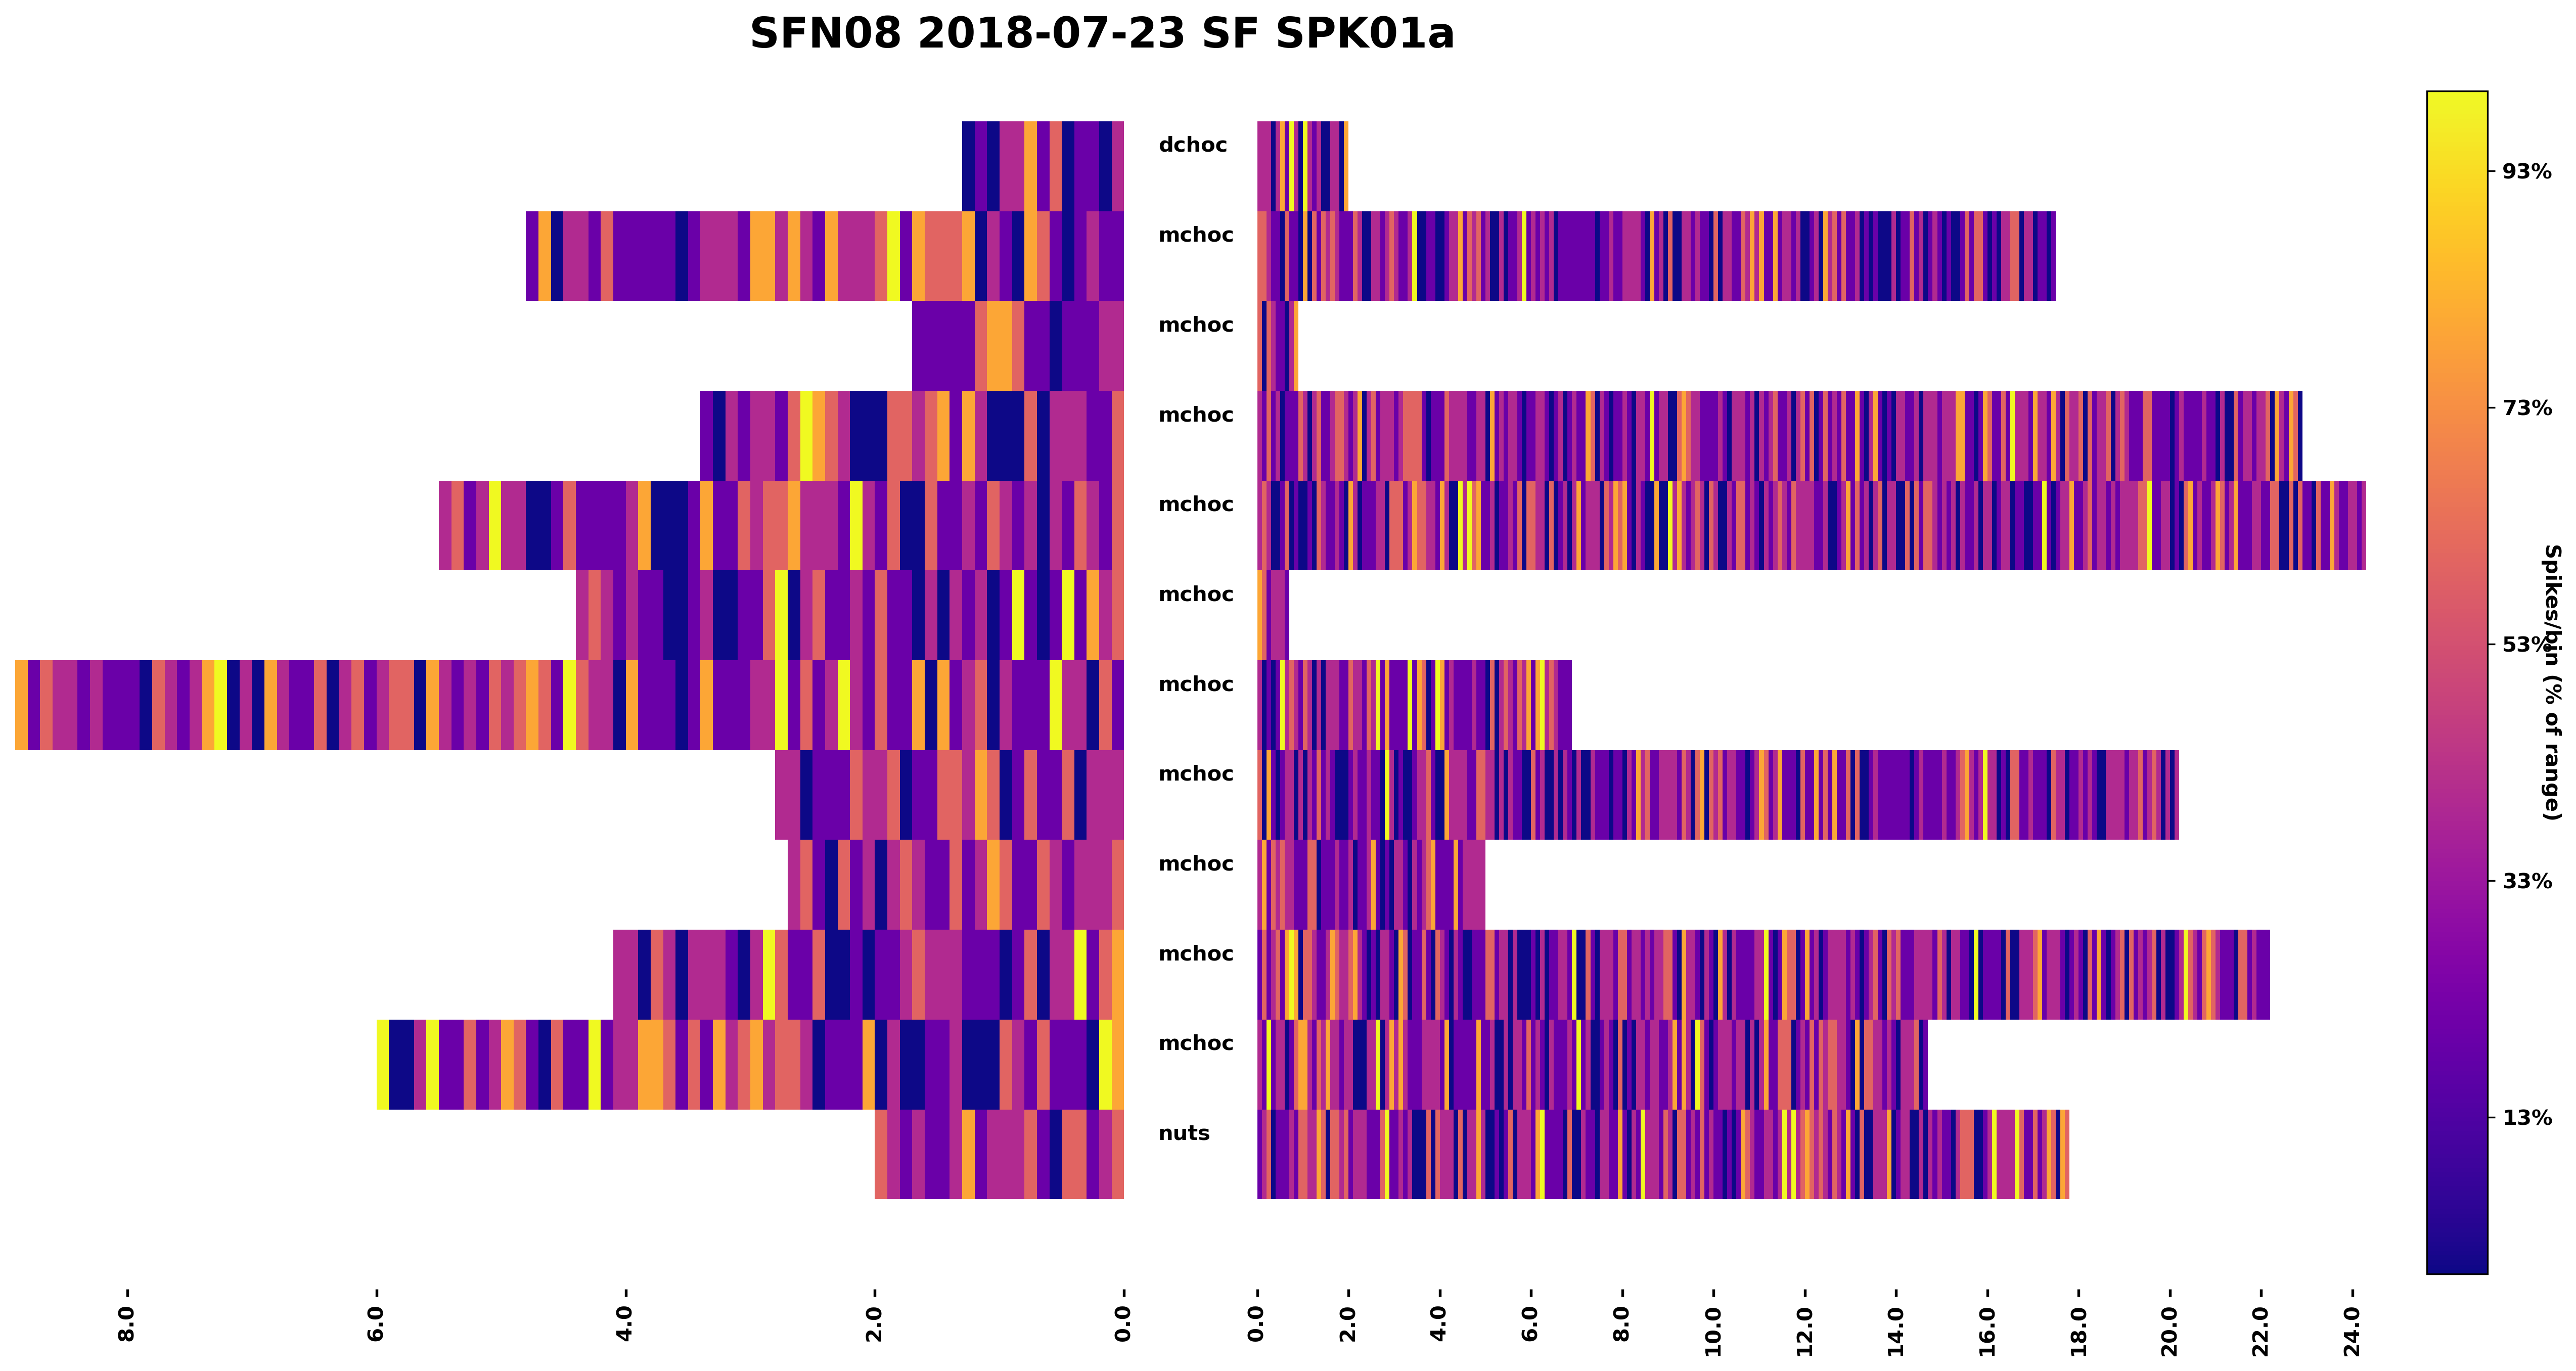 SFN08 2018-07-23 SF SPK01a
dchoc
mchoc
mchoc
mchoc
mchoc
mchoc
mchoc
mchoc
mchoc
mchoc
mchoc
nuts
8.0 6.0 4.0 2.0 0.0
0.0 2.0 4.0 6.0 8.0 10.0 12.0 14.0 16.0 18.0 20.0 22.0 24.0
93%
73%
53%
33%
13%
Spikes/bin (% of range)